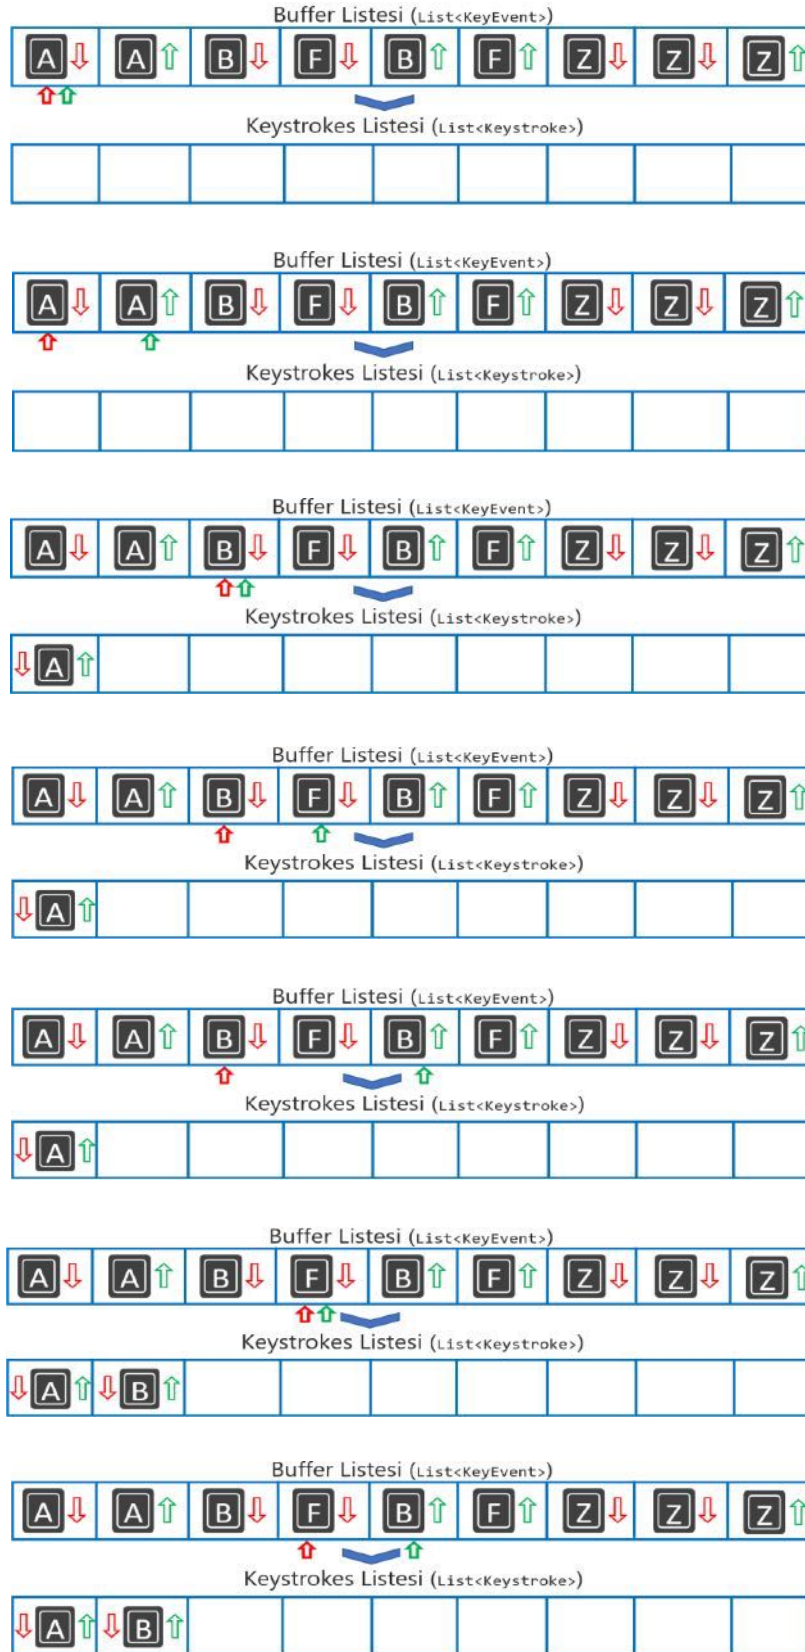 Buffer Listesi (List<KeyEvent>)
A A B F B F Z Z Z
Keystrokes Listesi (List<Keystroke>)
Buffer Listesi (List<KeyEvent>)
A A B F B F Z Z Z
Keystrokes Listesi (List<Keystroke>)
Buffer Listesi (List<KeyEvent>)
A A B F B F Z Z Z
Keystrokes Listesi (List<Keystroke>)
A
Buffer Listesi (List<KeyEvent>)
A A B F B F Z Z Z
Keystrokes Listesi (List<Keystroke>)
A
Buffer Listesi (List<KeyEvent>)
A A B F B F Z Z Z
Keystrokes Listesi (List<Keystroke>)
A
Buffer Listesi (List<KeyEvent>)
A A B F B F Z Z Z
Keystrokes Listesi (List<Keystroke>)
A B
Buffer Listesi (List<KeyEvent>)
A A B F B F Z Z Z
Keystrokes Listesi (List<Keystroke>)
A B